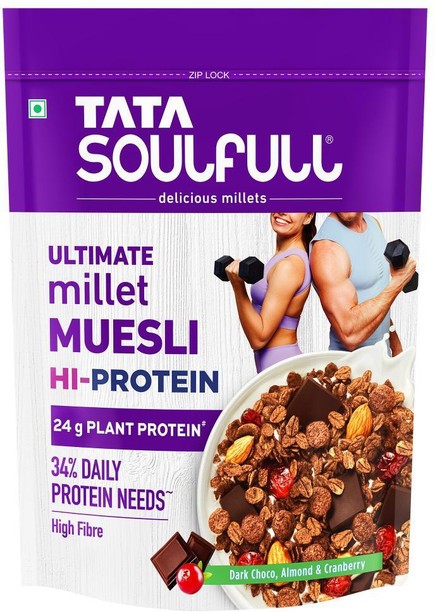 ZIP LOCK
TATA
SOULFULL®
delicious millets
ULTIMATE
millet
MUESLI
HI-PROTEIN
24 g PLANT PROTEIN#
34% DAILY
PROTEIN NEEDS~
High Fibre
Dark Choco, Almond & Cranberry